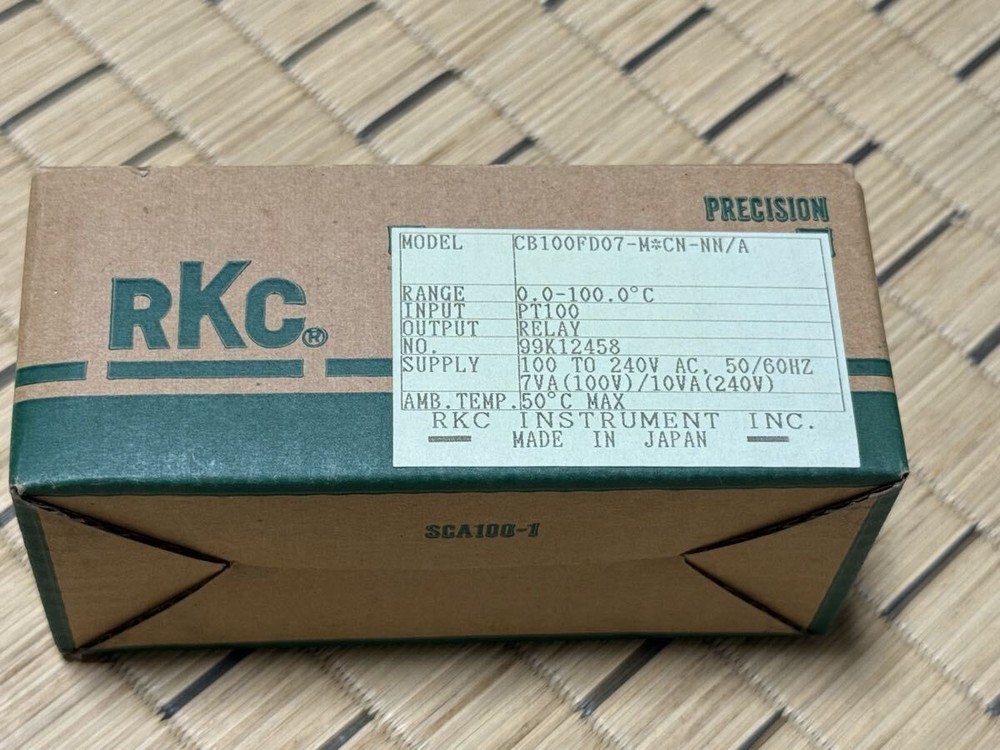 PRECISION
RKC®
MODEL CB100FD07-M*CN-NN/A
RANGE 0.0-100.0°C
INPUT PT100
OUTPUT RELAY
NO. 99K12458
SUPPLY 100 TO 240V AC, 50/60HZ
7VA(100V)/10VA(240V)
AMB.TEMP. 50°C MAX
RKC INSTRUMENT INC.
MADE IN JAPAN
SCA100-1